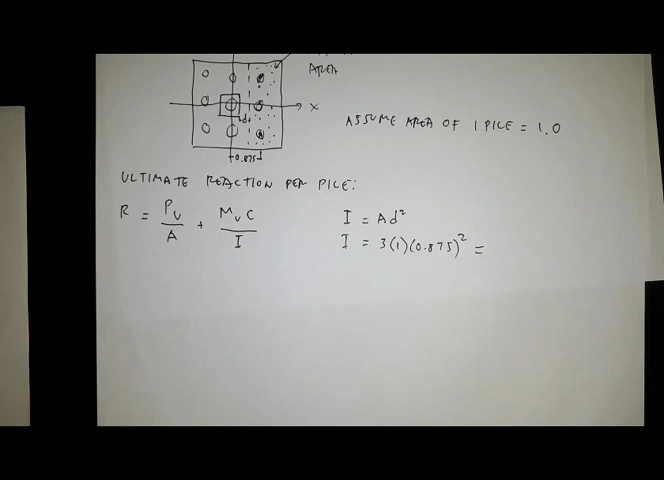 AREA
X
d
ASSUME AREA OF 1 PILE = 1.0
0.875
ULTIMATE REACTION PER PILE:
R = PU / A + MU C / I
I = Ad²
I = 3(1)(0.875)² =